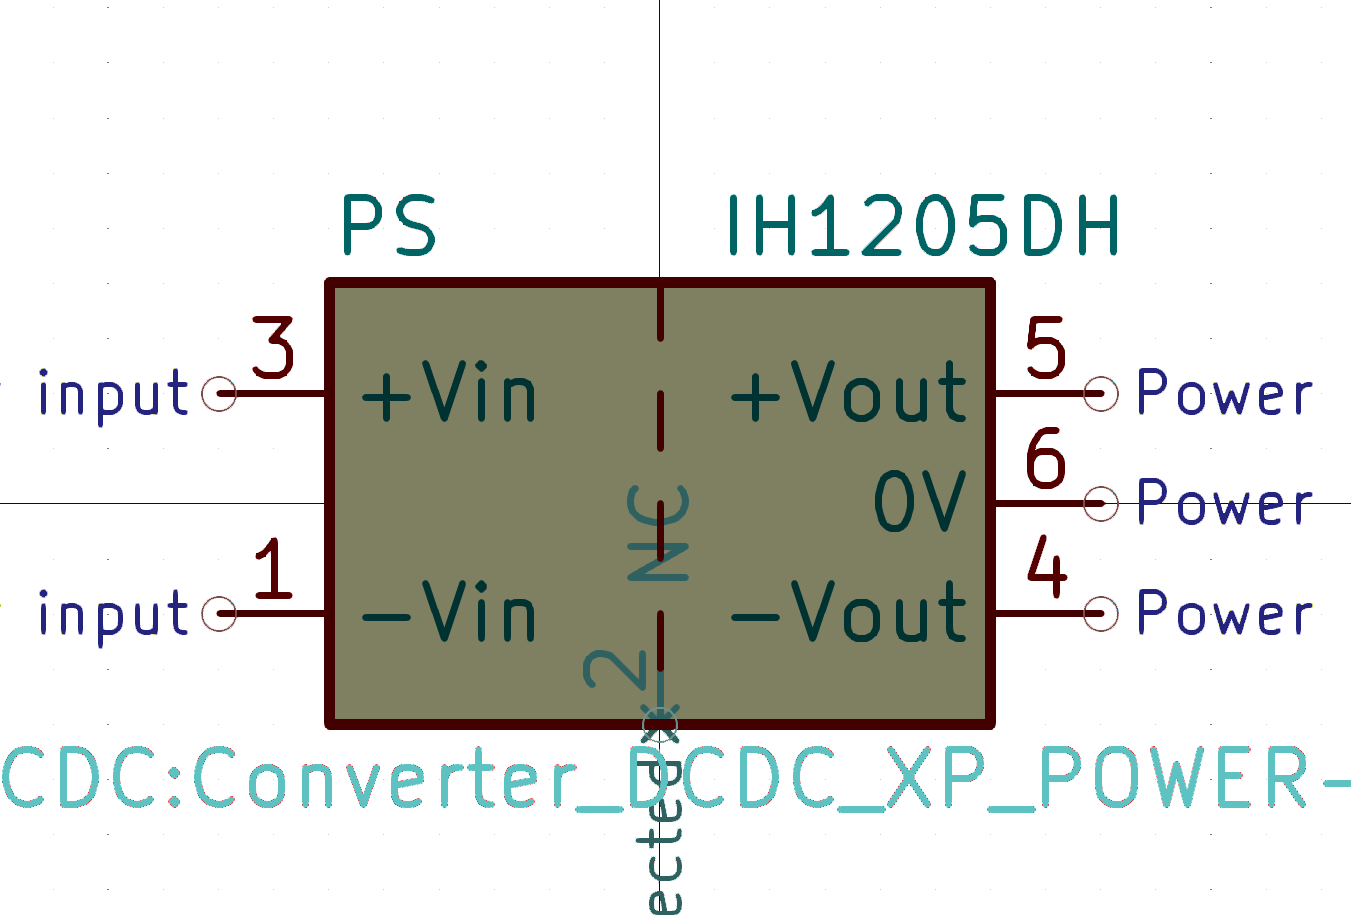 PS IH1205DH
3 5
input +Vin +Vout Power
6
0V Power
NC
1 4
input -Vin -Vout Power
2
CDC:Converter_DCDC_XP_POWER-
ected